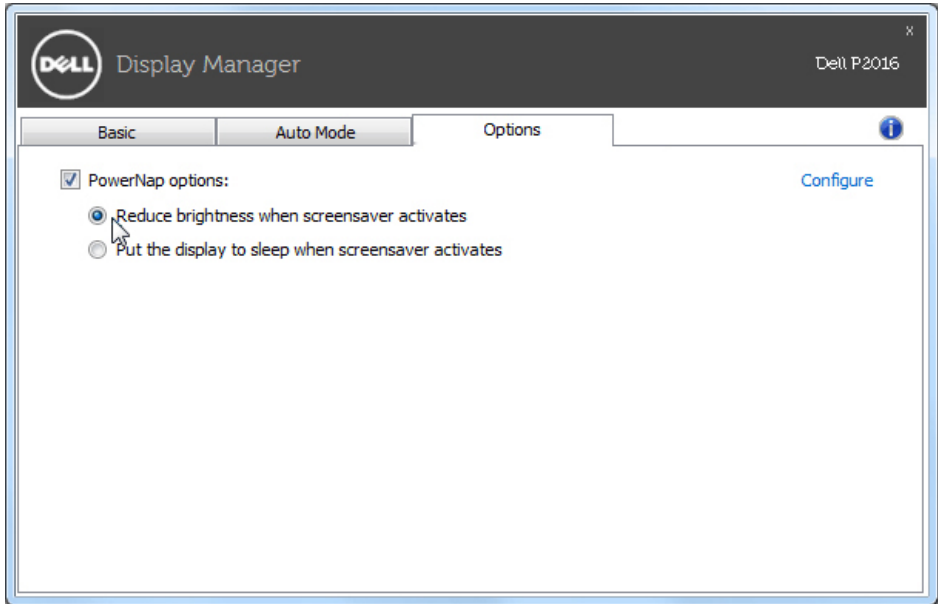 x
DELL
Display Manager
Dell P2016
Basic
Auto Mode
Options
i
PowerNap options:
Configure
Reduce brightness when screensaver activates
Put the display to sleep when screensaver activates